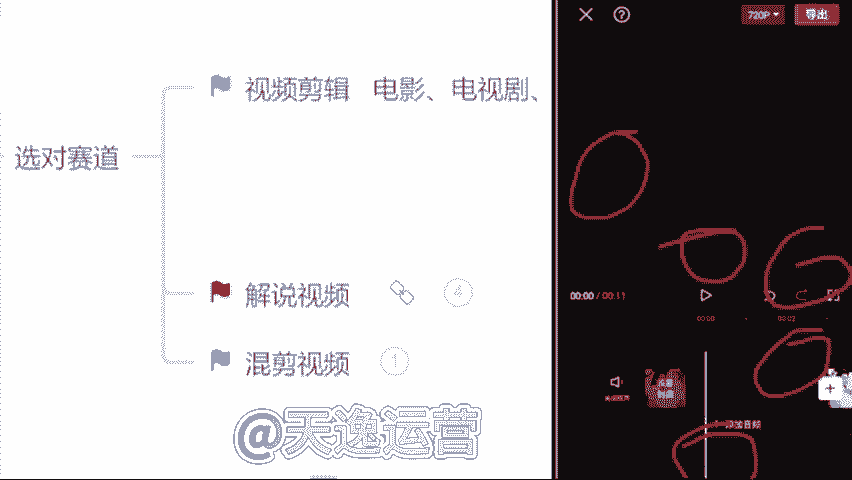 视频剪辑 电影、电视剧、
选对赛道
解说视频
4
混剪视频
1
@天逸运营
720P
导出
00:00 / 00:11
00:00
00:02
添加音频